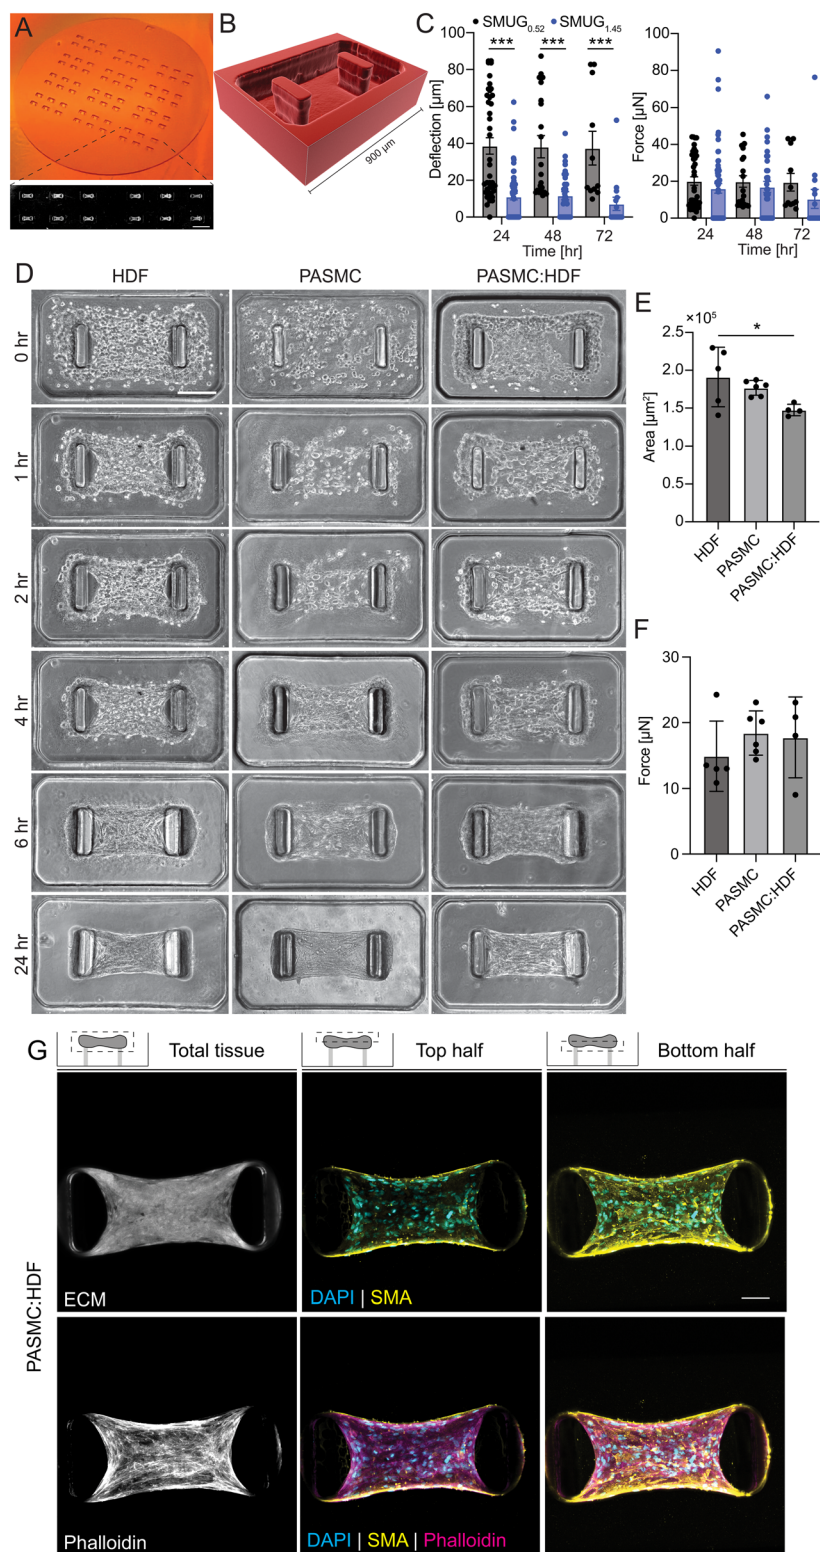 A
B
900 µm
C
SMUG0.52 SMUG1.45
*** *** ***
100
80
60
40
20
0
Deflection [µm]
24 48 72
Time [hr]
100
80
60
40
20
0
Force [µN]
24 48 72
Time [hr]
D
HDF PASMC PASMC:HDF
0 hr
1 hr
2 hr
4 hr
6 hr
24 hr
E
×10⁵
*
2.5
2.0
1.5
1.0
0.5
0
Area [µm²]
HDF
PASMC
PASMC:HDF
F
30
20
10
0
Force [µN]
HDF
PASMC
PASMC:HDF
G
Total tissue Top half Bottom half
PASMC:HDF
ECM
DAPI | SMA
Phalloidin
DAPI | SMA | Phalloidin